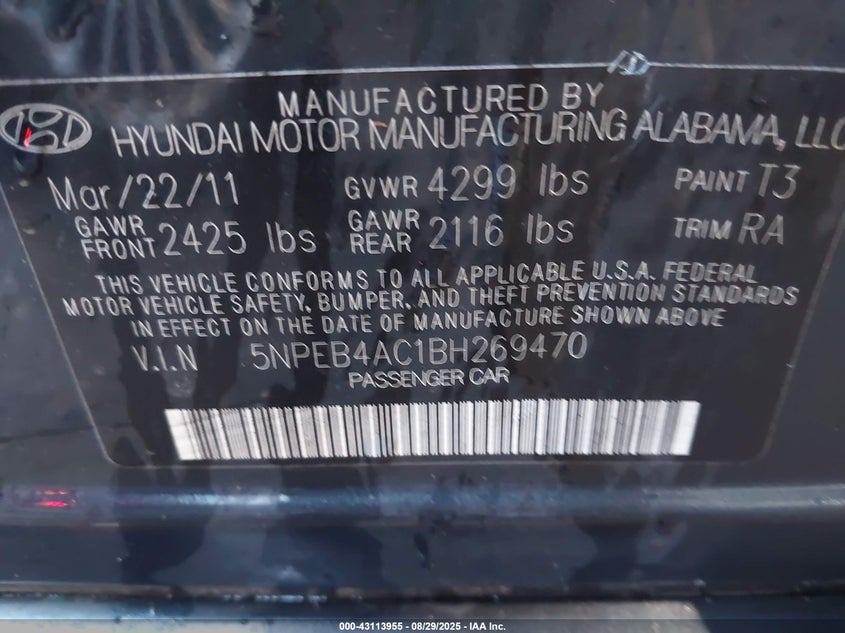 MANUFACTURED BY
HYUNDAI MOTOR MANUFACTURING ALABAMA, LLC
Mar/22/11 GVWR 4299 lbs PAINT T3
GAWR FRONT 2425 lbs GAWR REAR 2116 lbs TRIM RA
THIS VEHICLE CONFORMS TO ALL APPLICABLE U.S.A. FEDERAL
MOTOR VEHICLE SAFETY, BUMPER, AND THEFT PREVENTION STANDARDS
IN EFFECT ON THE DATE OF MANUFACTURE SHOWN ABOVE
V.I.N 5NPEB4AC1BH269470
PASSENGER CAR
000-43113955 - 08/29/2025 - IAA Inc.